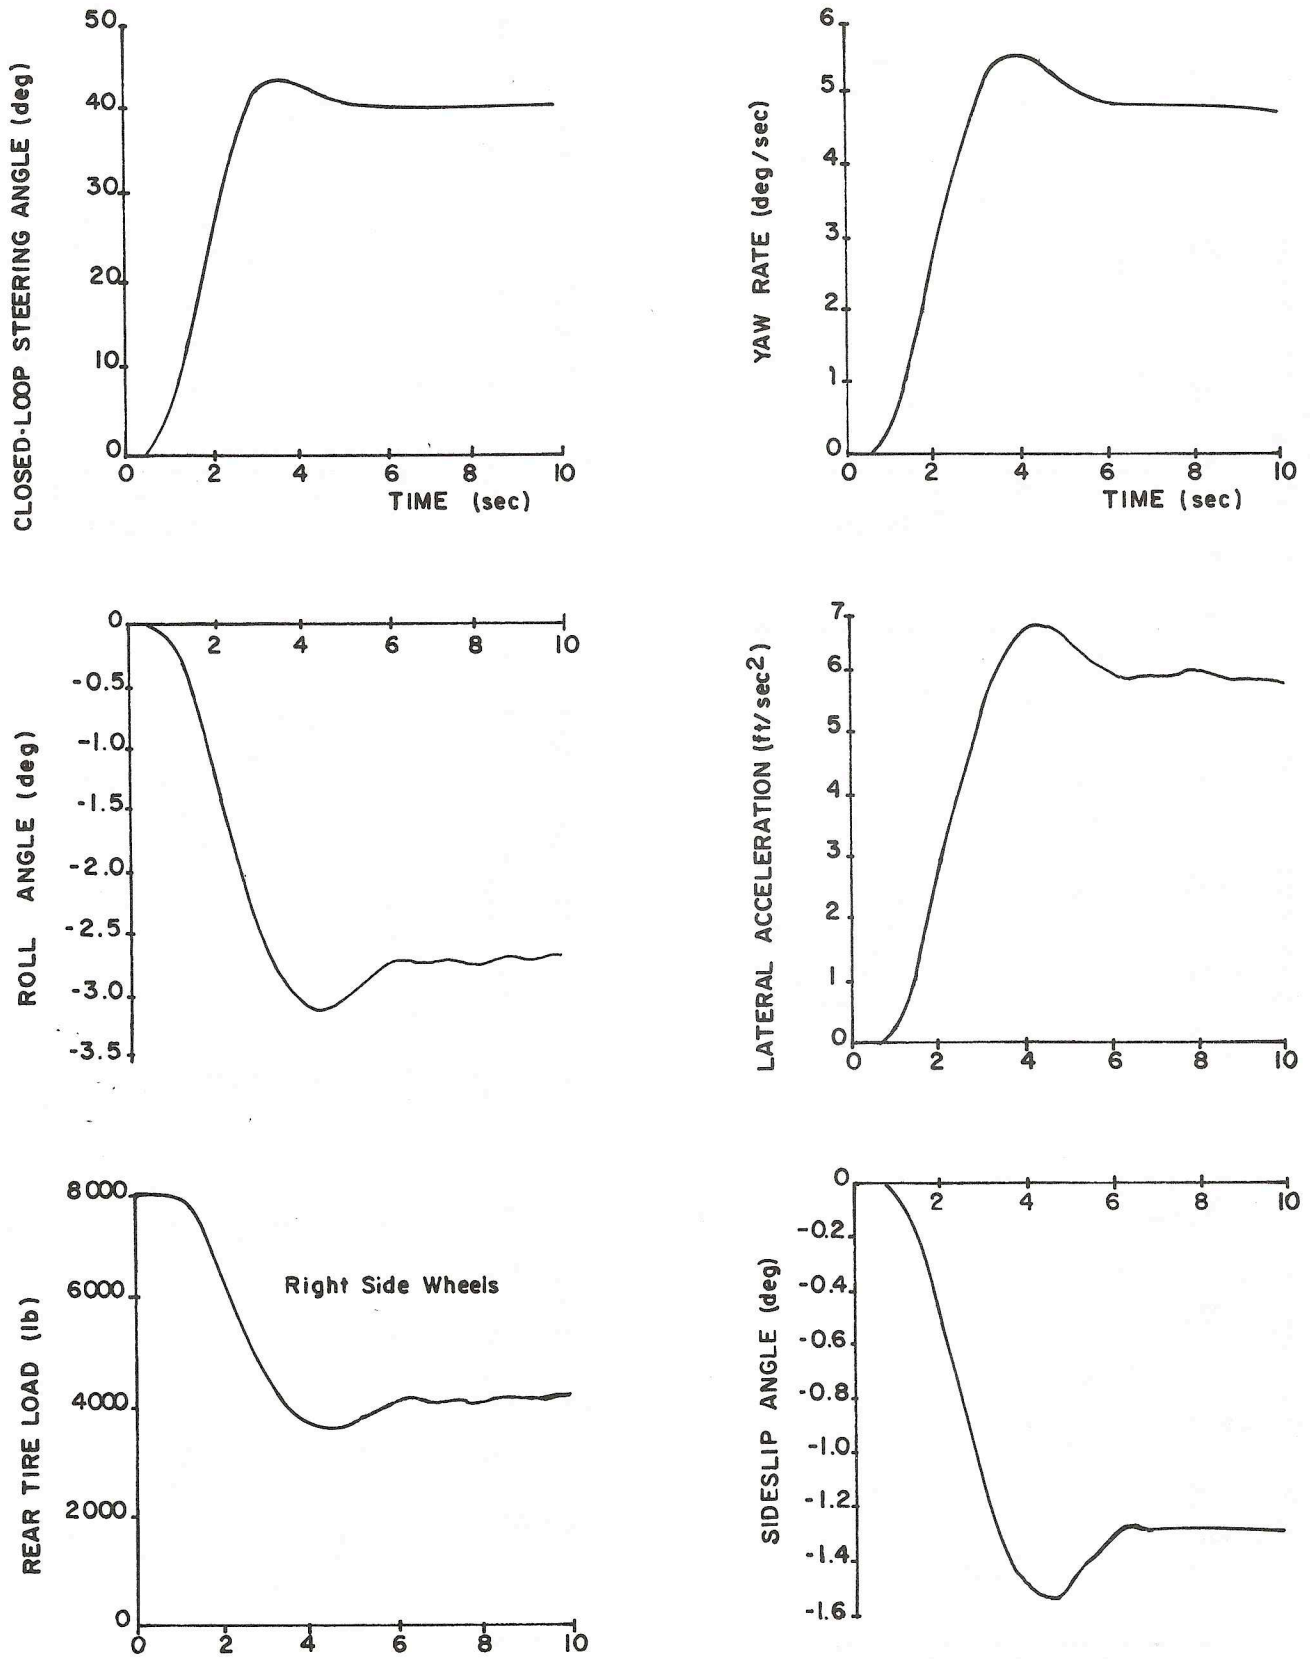 CLOSED-LOOP STEERING ANGLE (deg)
50
40
30
20
10
0
0 2 4 6 8 10
TIME (sec)
YAW RATE (deg/sec)
6
5
4
3
2
1
0
0 2 4 6 8 10
TIME (sec)
ROLL ANGLE (deg)
0
2 4 6 8 10
-0.5
-1.0
-1.5
-2.0
-2.5
-3.0
-3.5
LATERAL ACCELERATION (ft/sec2)
7
6
5
4
3
2
1
0
0 2 4 6 8 10
REAR TIRE LOAD (lb)
8000
6000
4000
2000
0
Right Side Wheels
0 2 4 6 8 10
SIDESLIP ANGLE (deg)
0
2 4 6 8 10
-0.2
-0.4
-0.6
-0.8
-1.0
-1.2
-1.4
-1.6